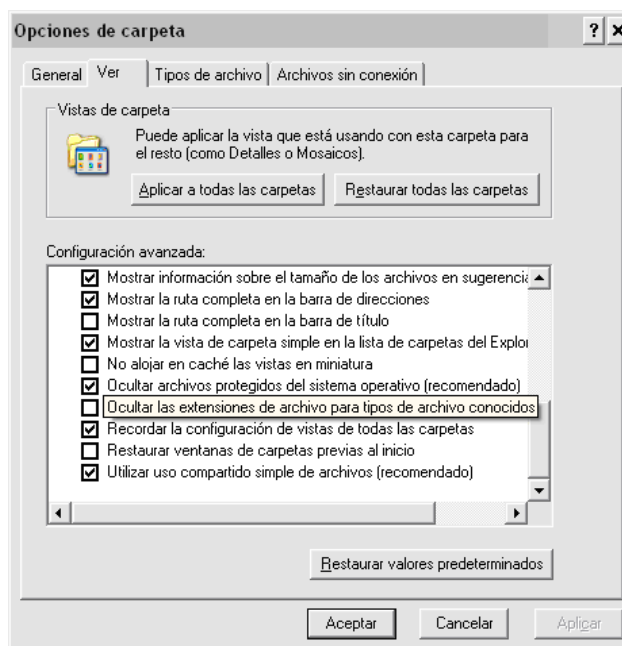 Opciones de carpeta
General Ver Tipos de archivo Archivos sin conexión
Vistas de carpeta
Puede aplicar la vista que está usando con esta carpeta para
el resto (como Detalles o Mosaicos).
Aplicar a todas las carpetas Restaurar todas las carpetas
Configuración avanzada:
Mostrar información sobre el tamaño de los archivos en sugerencia
Mostrar la ruta completa en la barra de direcciones
Mostrar la ruta completa en la barra de título
Mostrar la vista de carpeta simple en la lista de carpetas del Explor
No alojar en caché las vistas en miniatura
Ocultar archivos protegidos del sistema operativo (recomendado)
Ocultar las extensiones de archivo para tipos de archivo conocidos
Recordar la configuración de vistas de todas las carpetas
Restaurar ventanas de carpetas previas al inicio
Utilizar uso compartido simple de archivos (recomendado)
Restaurar valores predeterminados
Aceptar Cancelar Aplicar